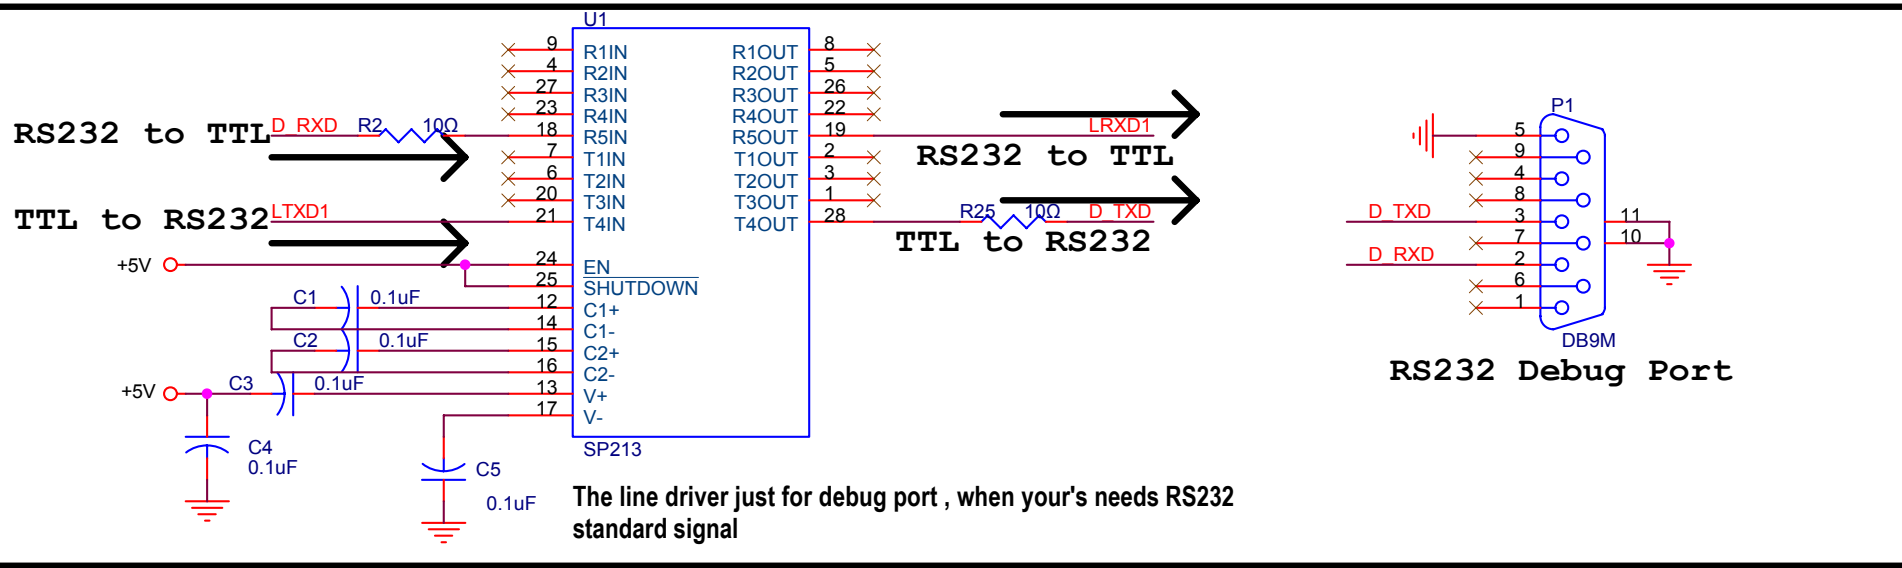 U1
9 R1IN R1OUT 8
4 R2IN R2OUT 5
27 R3IN R3OUT 26
23 R4IN R4OUT 22
RS232 to TTL D_RXD R2 10Ω 18 R5IN R5OUT 19 LRXD1
7 T1IN T1OUT 2 RS232 to TTL
6 T2IN T2OUT 3
20 T3IN T3OUT 1
TTL to RS232 LTXD1 21 T4IN T4OUT 28 R25 10Ω D_TXD
TTL to RS232
+5V 24 EN
25 SHUTDOWN
C1 0.1uF 12 C1+
14 C1-
C2 0.1uF 15 C2+
16 C2-
+5V C3 0.1uF 13 V+
17 V-
C4
0.1uF
C5
0.1uF
SP213
The line driver just for debug port , when your's needs RS232
standard signal
P1
5
9
4
8
D_TXD 3 11
7 10
D_RXD 2
6
1
DB9M
RS232 Debug Port